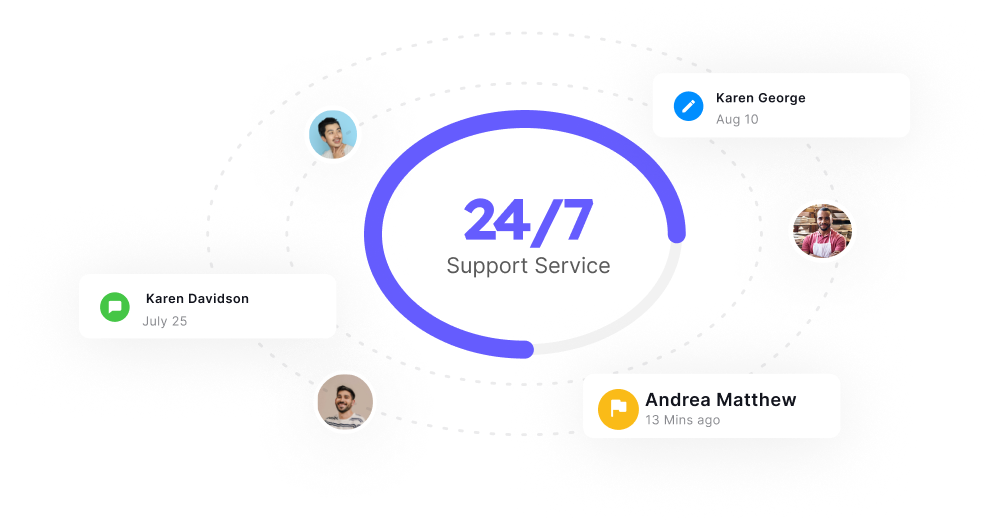 Karen George
Aug 10
24/7
Support Service
Karen Davidson
July 25
Andrea Matthew
13 Mins ago